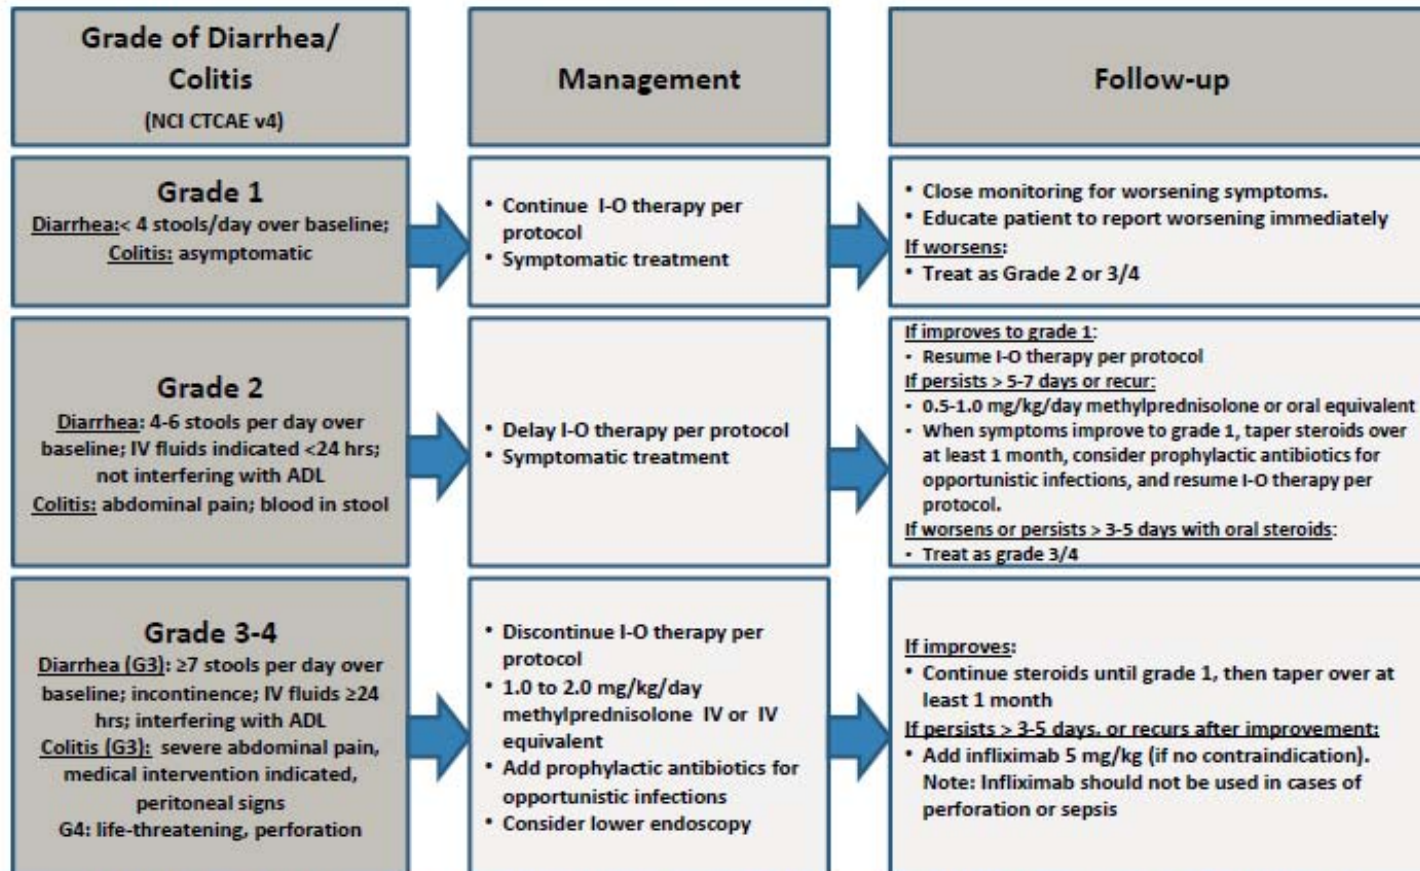 Grade of Diarrhea/
Colitis
(NCI CTCAE v4)
Management
Follow-up
Grade 1
Diarrhea:< 4 stools/day over baseline;
Colitis: asymptomatic
• Continue I-O therapy per
protocol
• Symptomatic treatment
• Close monitoring for worsening symptoms.
• Educate patient to report worsening immediately
If worsens:
• Treat as Grade 2 or 3/4
Grade 2
Diarrhea: 4-6 stools per day over
baseline; IV fluids indicated <24 hrs;
not interfering with ADL
Colitis: abdominal pain; blood in stool
• Delay I-O therapy per protocol
• Symptomatic treatment
If improves to grade 1:
• Resume I-O therapy per protocol
If persists > 5-7 days or recur:
• 0.5-1.0 mg/kg/day methylprednisolone or oral equivalent
• When symptoms improve to grade 1, taper steroids over
at least 1 month, consider prophylactic antibiotics for
opportunistic infections, and resume I-O therapy per
protocol.
If worsens or persists > 3-5 days with oral steroids:
• Treat as grade 3/4
Grade 3-4
Diarrhea (G3): ≥7 stools per day over
baseline; incontinence; IV fluids ≥24
hrs; interfering with ADL
Colitis (G3): severe abdominal pain,
medical intervention indicated,
peritoneal signs
G4: life-threatening, perforation
• Discontinue I-O therapy per
protocol
• 1.0 to 2.0 mg/kg/day
methylprednisolone IV or IV
equivalent
• Add prophylactic antibiotics for
opportunistic infections
• Consider lower endoscopy
If improves:
• Continue steroids until grade 1, then taper over at
least 1 month
If persists > 3-5 days. or recurs after improvement:
• Add infliximab 5 mg/kg (if no contraindication).
Note: Infliximab should not be used in cases of
perforation or sepsis